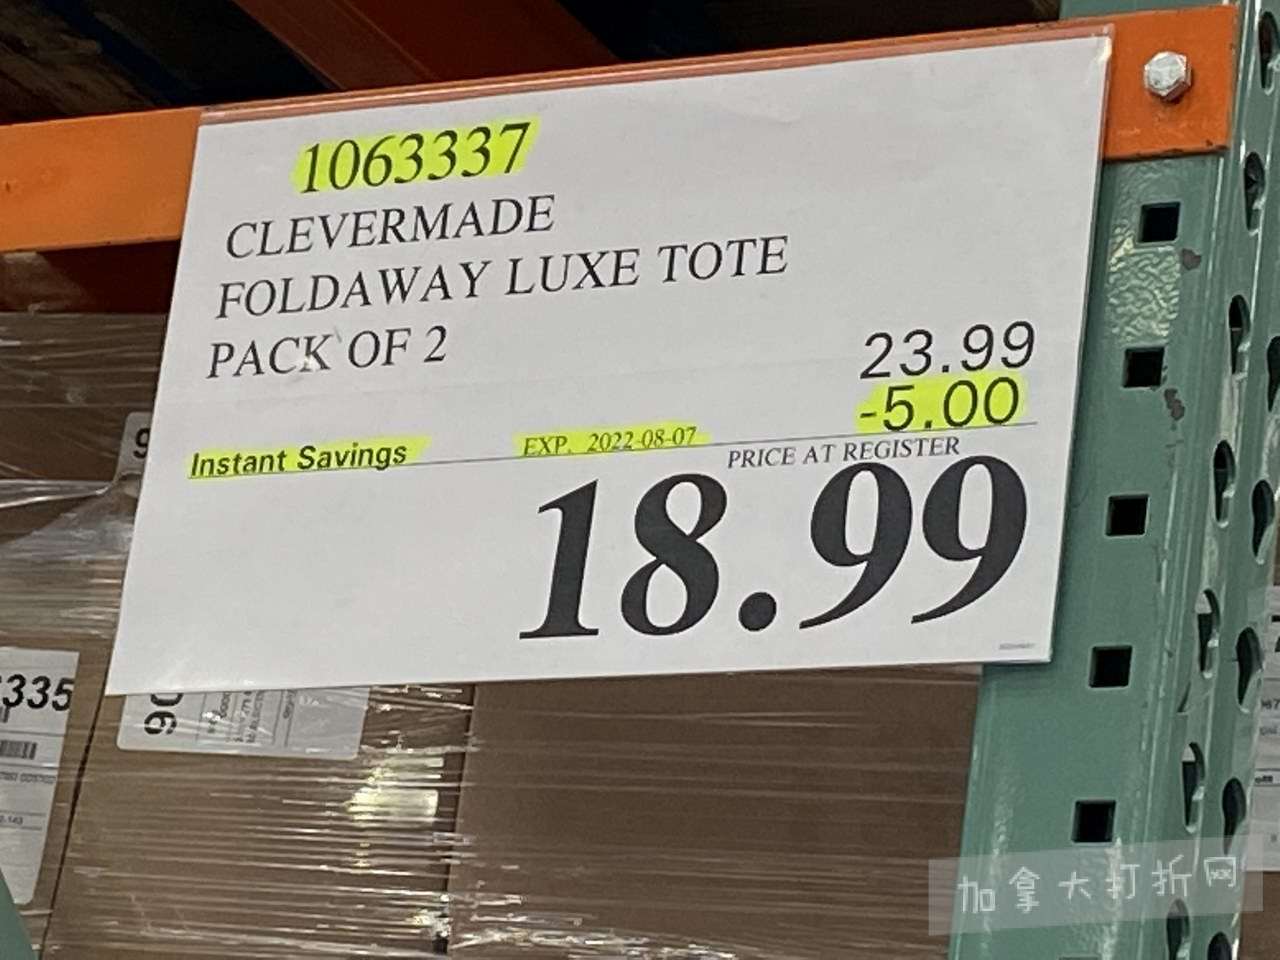 1063337
CLEVERMADE
FOLDAWAY LUXE TOTE
PACK OF 2
23.99
-5.00
Instant Savings EXP. 2022-08-07
PRICE AT REGISTER
18.99
335
加拿大打折网